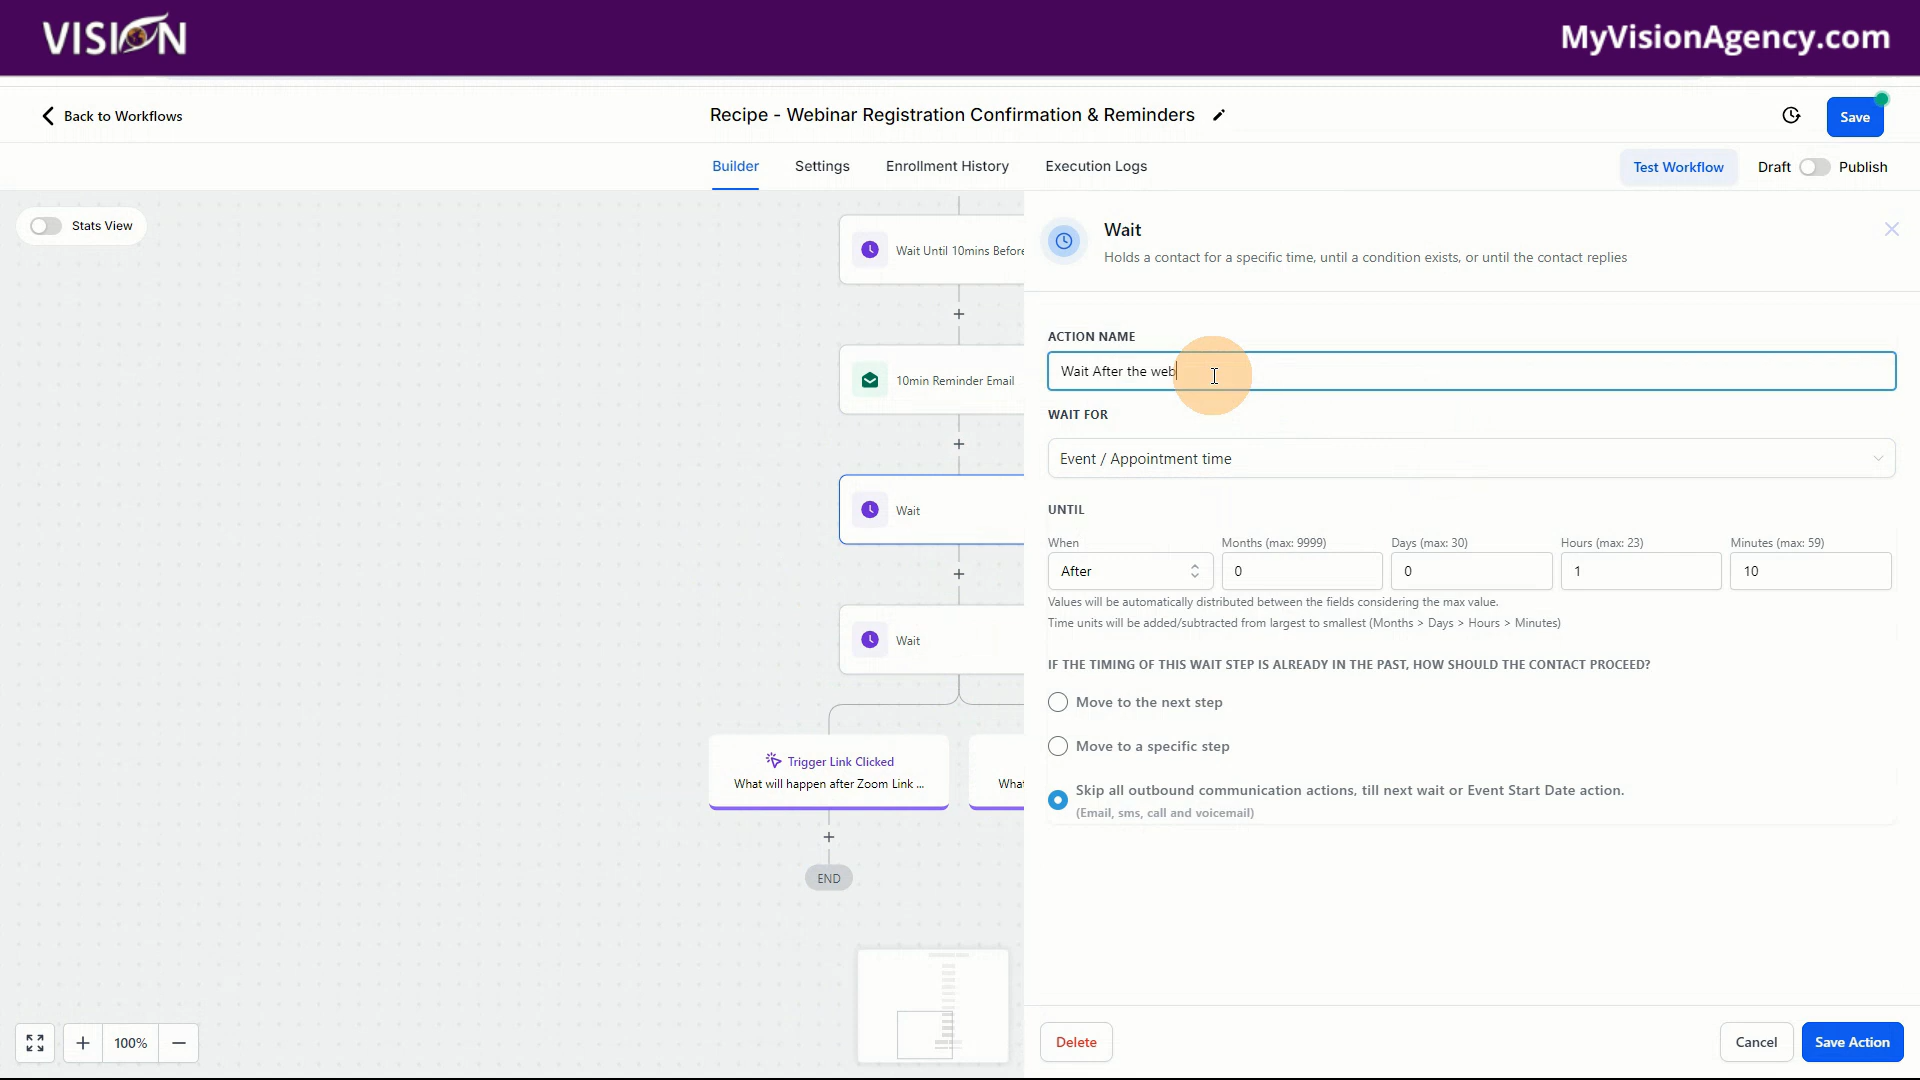 VISION
MyVisionAgency.com
Back to Workflows
Recipe - Webinar Registration Confirmation & Reminders
Save
Builder
Settings
Enrollment History
Execution Logs
Test Workflow
Draft
Publish
Stats View
Wait Until 10mins Before
10min Reminder Email
Wait
Wait
Trigger Link Clicked
What will happen after Zoom Link ...
What
END
100%
Wait
Holds a contact for a specific time, until a condition exists, or until the contact replies
ACTION NAME
Wait After the web
WAIT FOR
Event / Appointment time
UNTIL
When
Months (max: 9999)
Days (max: 30)
Hours (max: 23)
Minutes (max: 59)
After
0
0
1
10
Values will be automatically distributed between the fields considering the max value.
Time units will be added/subtracted from largest to smallest (Months > Days > Hours > Minutes)
IF THE TIMING OF THIS WAIT STEP IS ALREADY IN THE PAST, HOW SHOULD THE CONTACT PROCEED?
Move to the next step
Move to a specific step
Skip all outbound communication actions, till next wait or Event Start Date action.
(Email, sms, call and voicemail)
Delete
Cancel
Save Action